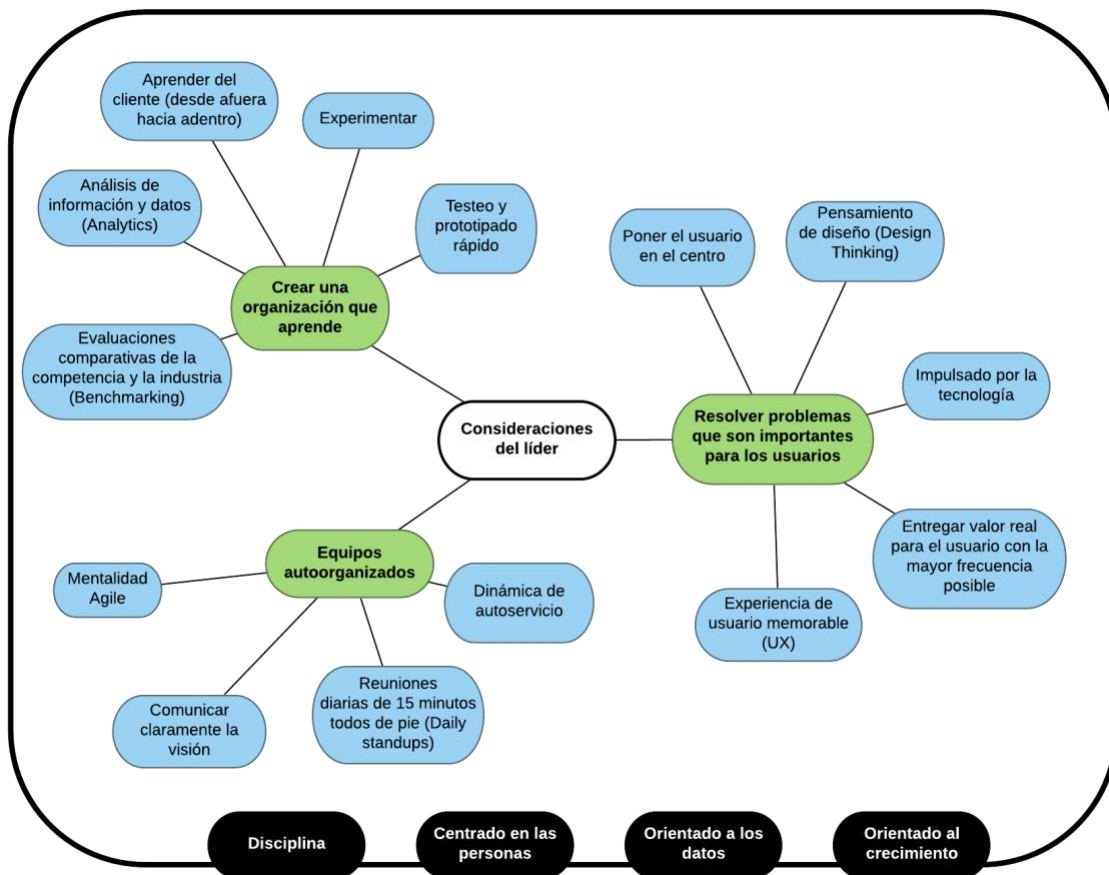 Aprender del
cliente (desde afuera
hacia adentro)
Experimentar
Análisis de
información y datos
(Analytics)
Testeo y
prototipado
rápido
Crear una
organización que
aprende
Evaluaciones
comparativas de la
competencia y la industria
(Benchmarking)
Poner el usuario
en el centro
Pensamiento
de diseño (Design
Thinking)
Impulsado por la
tecnología
Resolver problemas
que son importantes
para los usuarios
Entregar valor real
para el usuario con la
mayor frecuencia
posible
Experiencia de
usuario memorable
(UX)
Consideraciones
del líder
Equipos
autoorganizados
Mentalidad
Agile
Dinámica de
autoservicio
Comunicar
claramente la
visión
Reuniones
diarias de 15 minutos
todos de pie (Daily
standups)
Disciplina
Centrado en las
personas
Orientado a los
datos
Orientado al
crecimiento